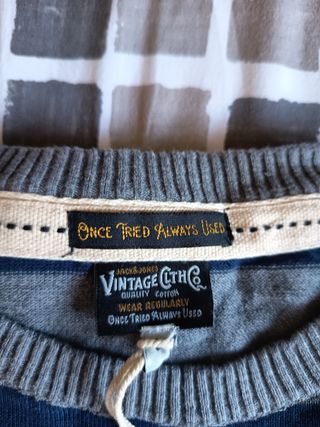 ONCE TRIED ALWAYS USED
JACK & JONES
VINTAGE CLTH Co
QUALITY COTTON
WEAR REGULARLY
ONCE TRIED ALWAYS USED